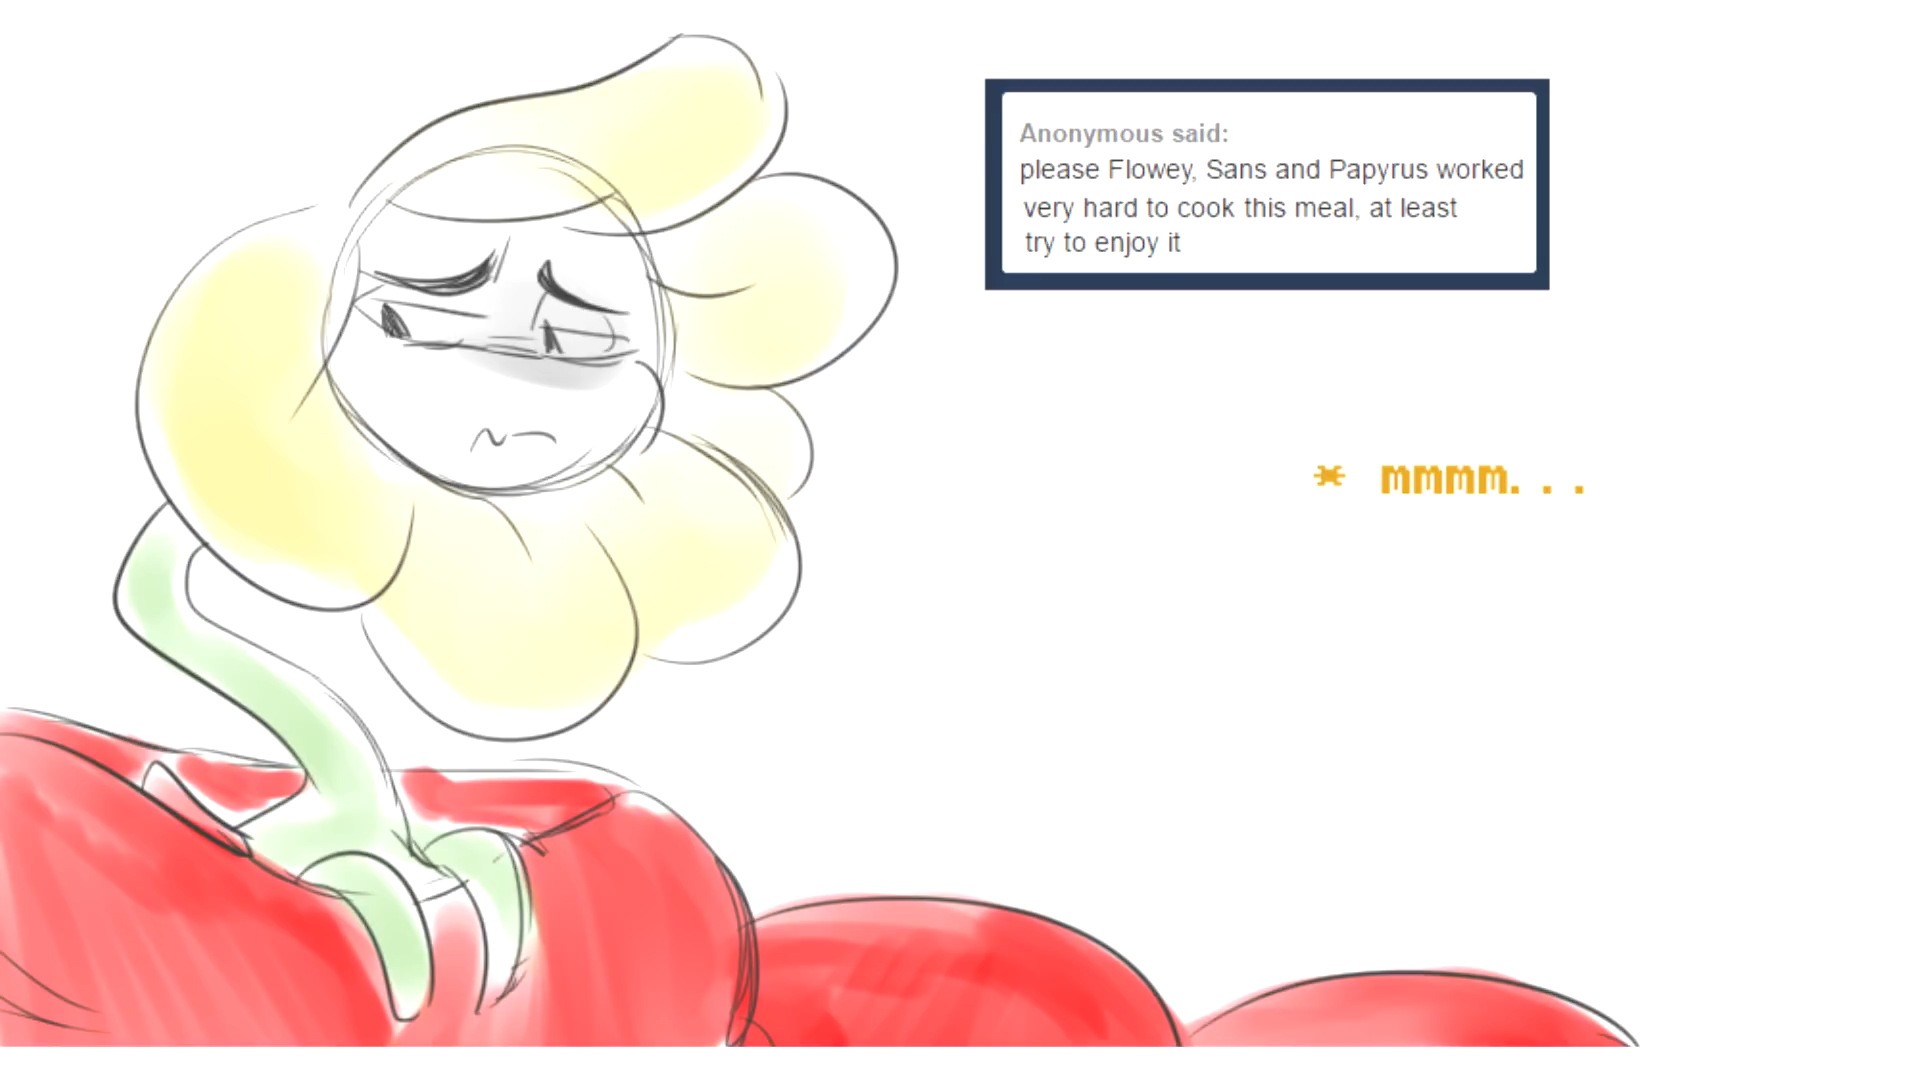 Anonymous said:
please Flowey, Sans and Papyrus worked
very hard to cook this meal, at least
try to enjoy it
* mmmm...